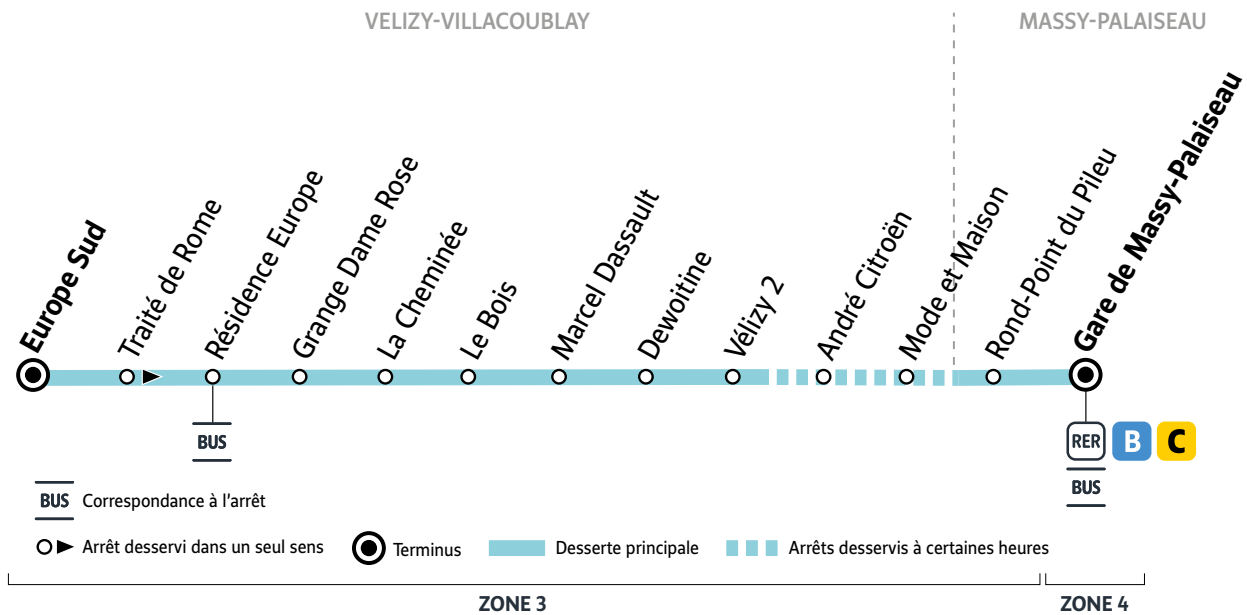 VELIZY-VILLACOUBLAY
MASSY-PALAISEAU
Europe Sud
Traité de Rome
Résidence Europe
Grange Dame Rose
La Cheminée
Le Bois
Marcel Dassault
Dewoitine
Vélizy 2
André Citroën
Mode et Maison
Rond-Point du Pileu
Gare de Massy-Palaiseau
BUS
RER B C
BUS
BUS Correspondance à l'arrêt
Arrêt desservi dans un seul sens
Terminus
Desserte principale
Arrêts desservis à certaines heures
ZONE 3
ZONE 4